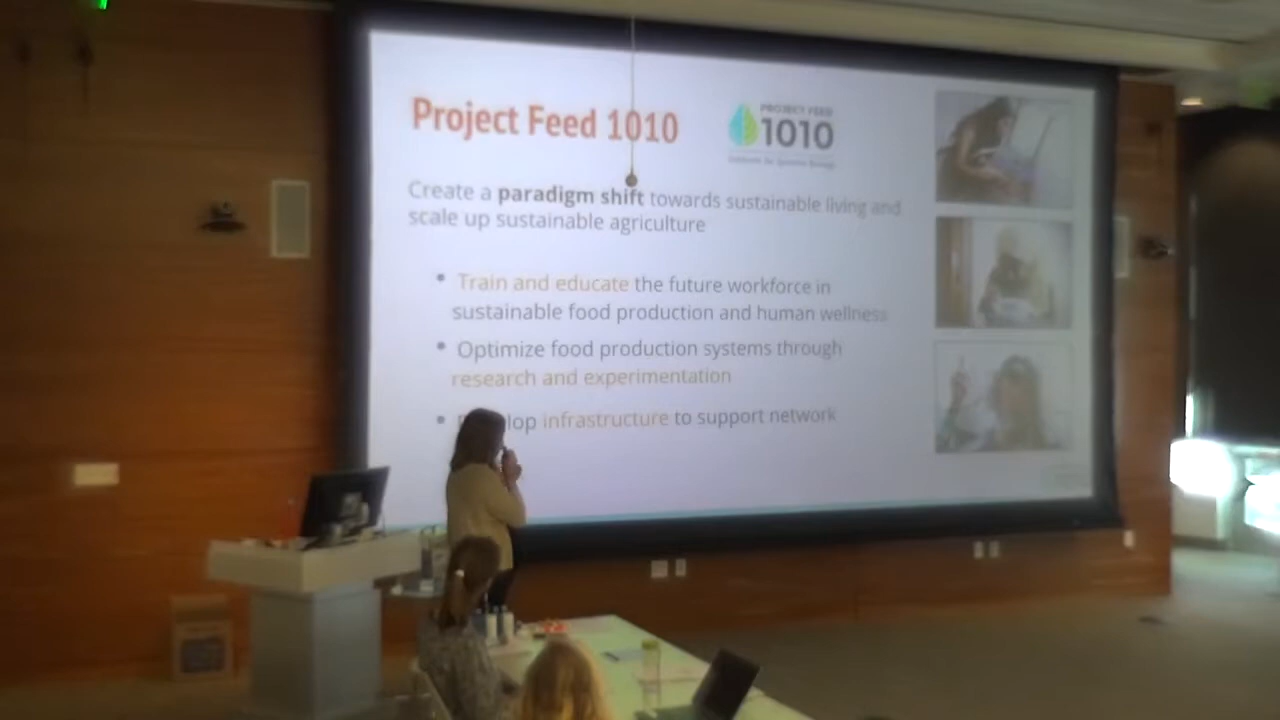 Project Feed 1010
PROJECT FEED
1010
Create a paradigm shift towards sustainable living and
scale up sustainable agriculture
• Train and educate the future workforce in
sustainable food production and human wellness
• Optimize food production systems through
research and experimentation
• lop infrastructure to support network